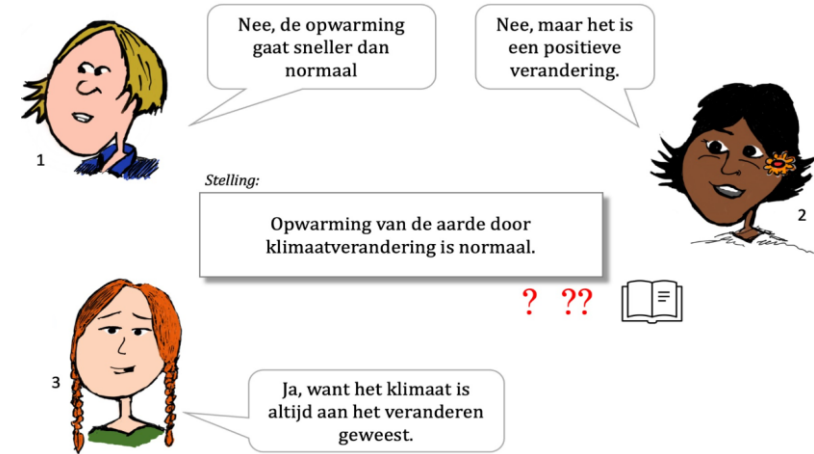 Nee, de opwarming
gaat sneller dan
normaal
Nee, maar het is
een positieve
verandering.
1
2
Stelling:
Opwarming van de aarde door
klimaatverandering is normaal.
? ??
3
Ja, want het klimaat is
altijd aan het veranderen
geweest.